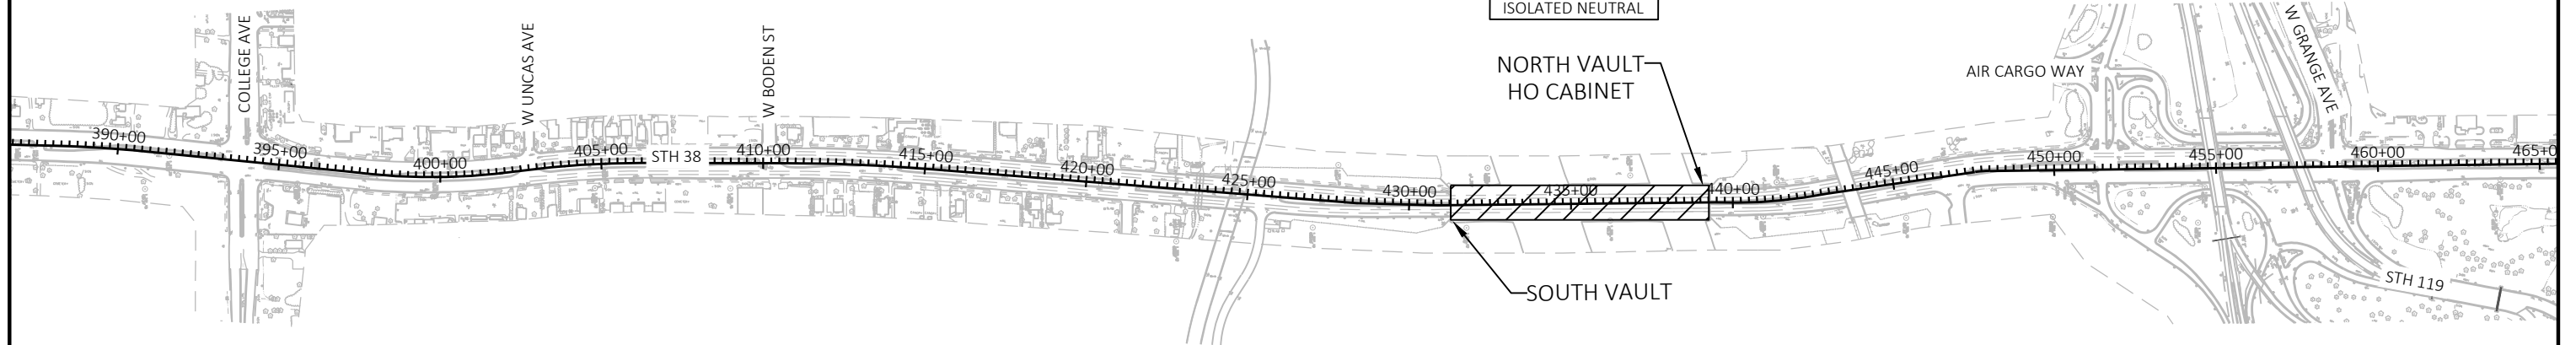 ISOLATED NEUTRAL
COLLEGE AVE
W UNCAS AVE
W BODEN ST
NORTH VAULT
HO CABINET
AIR CARGO WAY
W GRANGE AVE
390+00
395+00
400+00
405+00
STH 38
410+00
415+00
420+00
425+00
430+00
435+00
440+00
445+00
450+00
455+00
460+00
465+0
SOUTH VAULT
STH 119